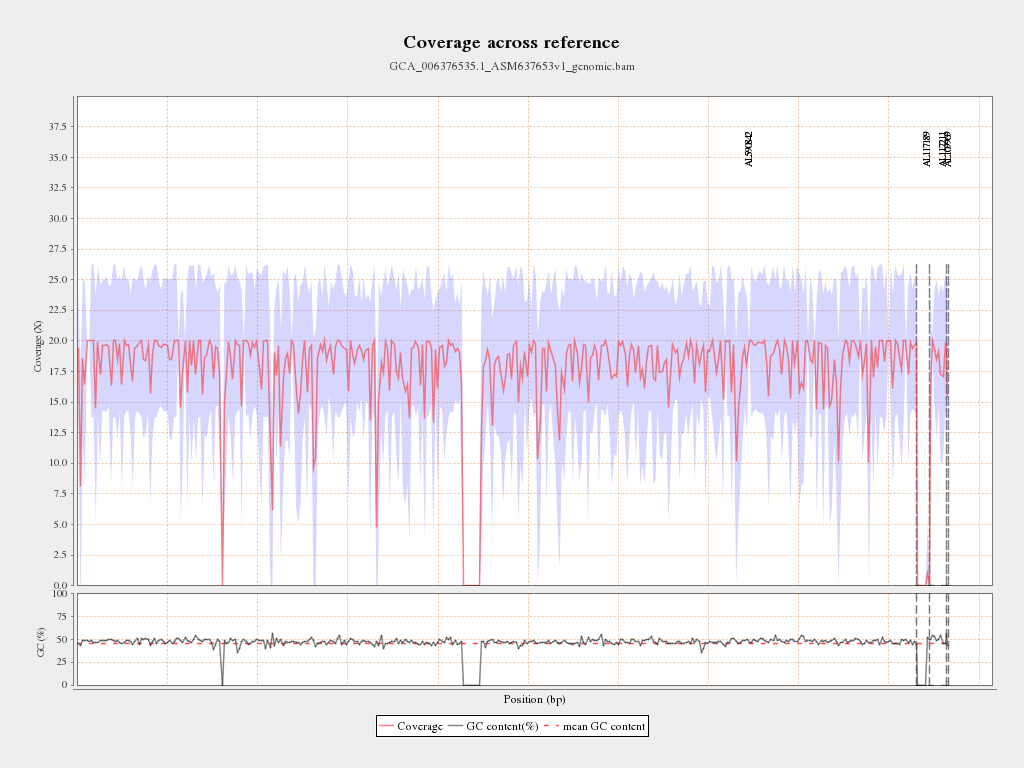 Coverage across reference
GCA_006376535.1_ASM637653v1_genomic.bam
37.5
35.0
32.5
30.0
27.5
25.0
22.5
20.0
17.5
15.0
12.5
10.0
7.5
5.0
2.5
0.0
Coverage (X)
AL590842
AL117189
AL117211
AL109969
100
75
50
25
0
GC (%)
Position (bp)
Coverage GC content(%) mean GC content